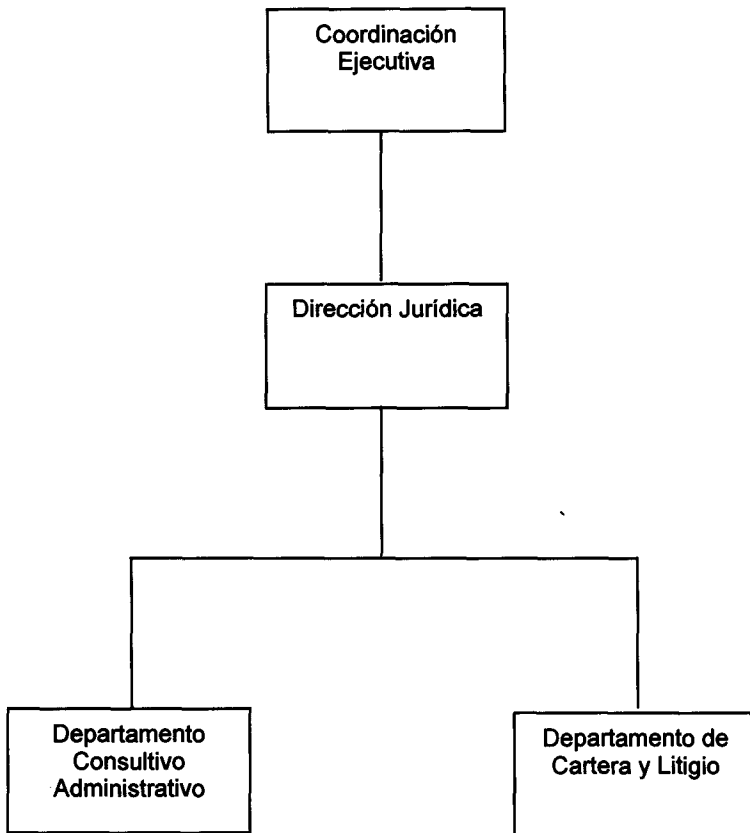 Coordinación
Ejecutiva
Dirección Jurídica
Departamento
Consultivo
Administrativo
Departamento de
Cartera y Litigio